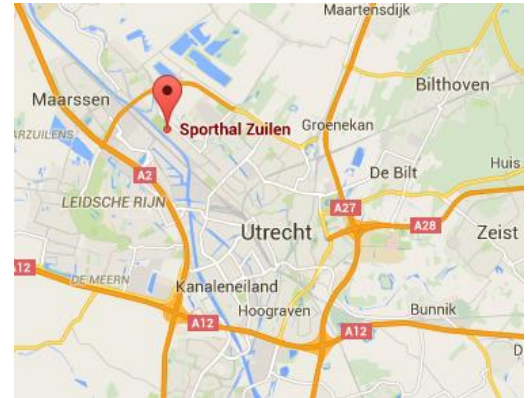 Maartensdijk
Bilthoven
Maarssen
ARZUILENS
Sporthal Zuilen
Groenekan
De Bilt
Huis
A2
LEIDSCHE RIJN
A27
A28
Utrecht
Zeist
A12
DE MEERN
Kanaleneiland
Hoograven
Bunnik
A12
A12
D